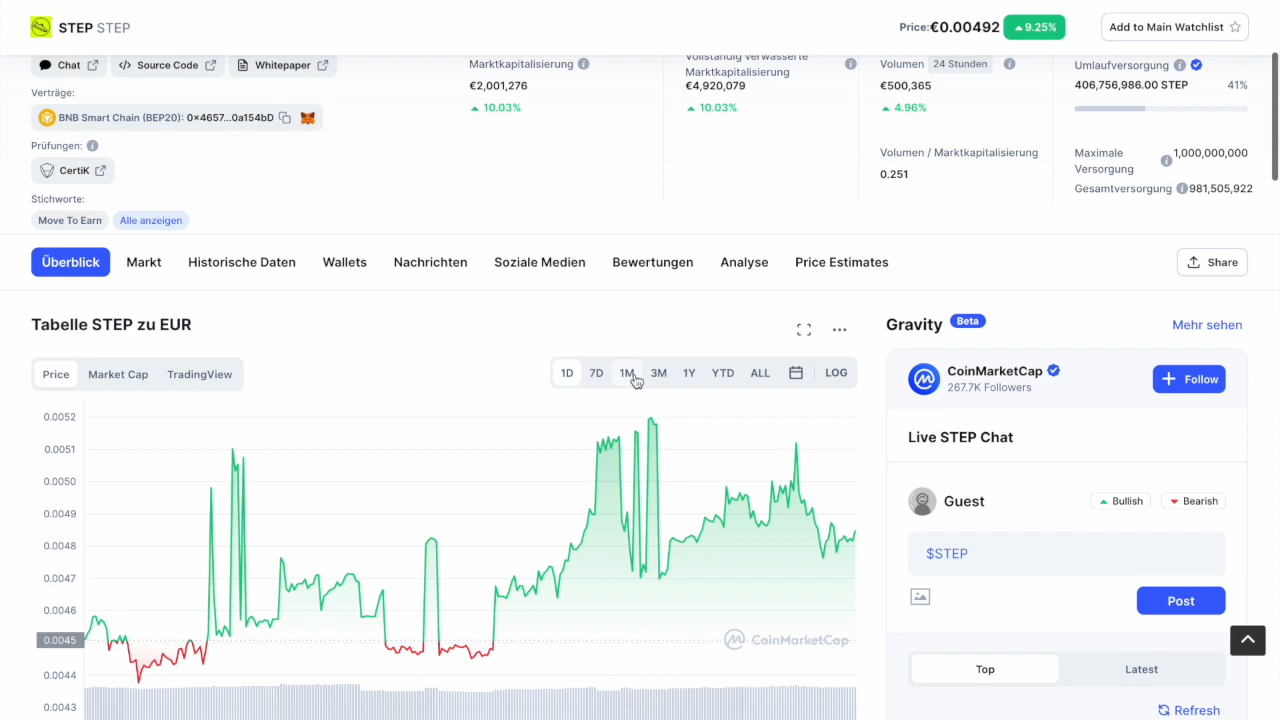 STEP STEP
Price:€0.00492 9.25%
Add to Main Watchlist
Chat
Source Code
Whitepaper
Verträge:
BNB Smart Chain (BEP20): 0x4657...0a154bD
Prüfungen:
CertiK
Stichworte:
Move To Earn
Alle anzeigen
Marktkapitalisierung
€2,001,276
10.03%
Vollständig verwässerte
Marktkapitalisierung
€4,920,079
10.03%
Volumen 24 Stunden
€500,365
4.96%
Volumen / Marktkapitalisierung
0.251
Umlaufversorgung
406,756,986.00 STEP 41%
Maximale
Versorgung
1,000,000,000
Gesamtversorgung 981,505,922
Überblick
Markt
Historische Daten
Wallets
Nachrichten
Soziale Medien
Bewertungen
Analyse
Price Estimates
Share
Tabelle STEP zu EUR
Price
Market Cap
TradingView
1D
7D
1M
3M
1Y
YTD
ALL
LOG
0.0052
0.0051
0.0050
0.0049
0.0048
0.0047
0.0046
0.0045
0.0044
0.0043
CoinMarketCap
Gravity Beta
Mehr sehen
CoinMarketCap
267.7K Followers
Follow
Live STEP Chat
Guest
Bullish
Bearish
$STEP
Post
Top
Latest
Refresh